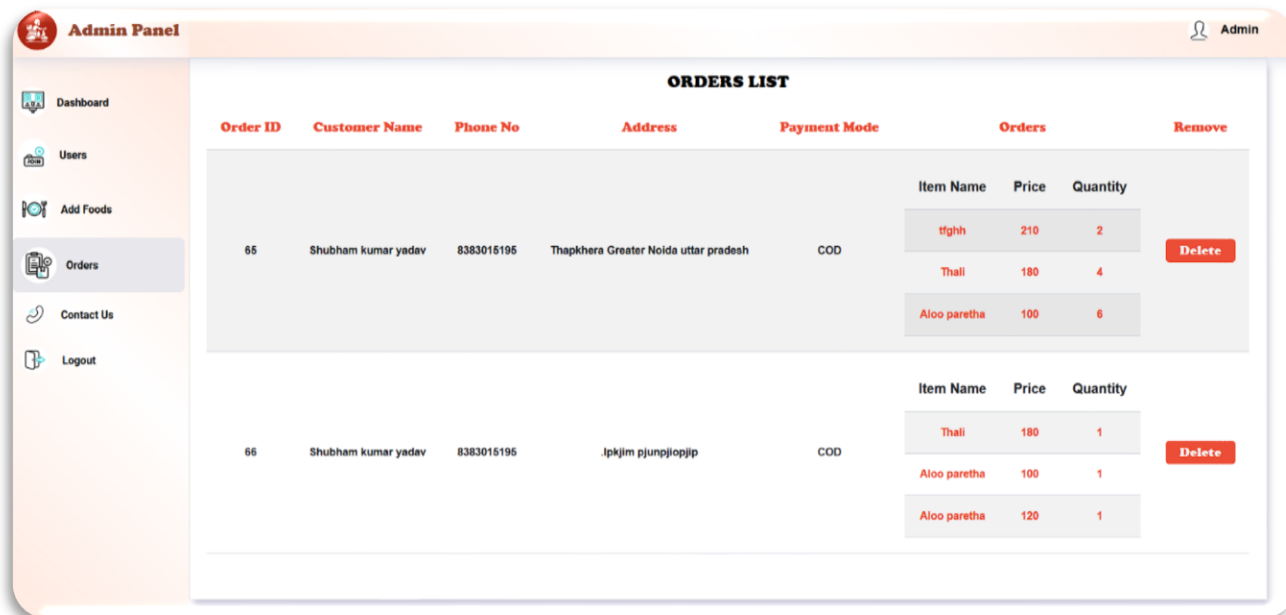 Admin Panel
Admin
Dashboard
Users
Add Foods
Orders
Contact Us
Logout
ORDERS LIST
Order ID Customer Name Phone No Address Payment Mode Orders Remove
Item Name Price Quantity
tfghh 210 2
65 Shubham kumar yadav 8383015195 Thapkhera Greater Noida uttar pradesh COD Delete
Thali 180 4
Aloo paretha 100 6
Item Name Price Quantity
Thali 180 1
66 Shubham kumar yadav 8383015195 .lpkjim pjunpjiopjip COD Delete
Aloo paretha 100 1
Aloo paretha 120 1